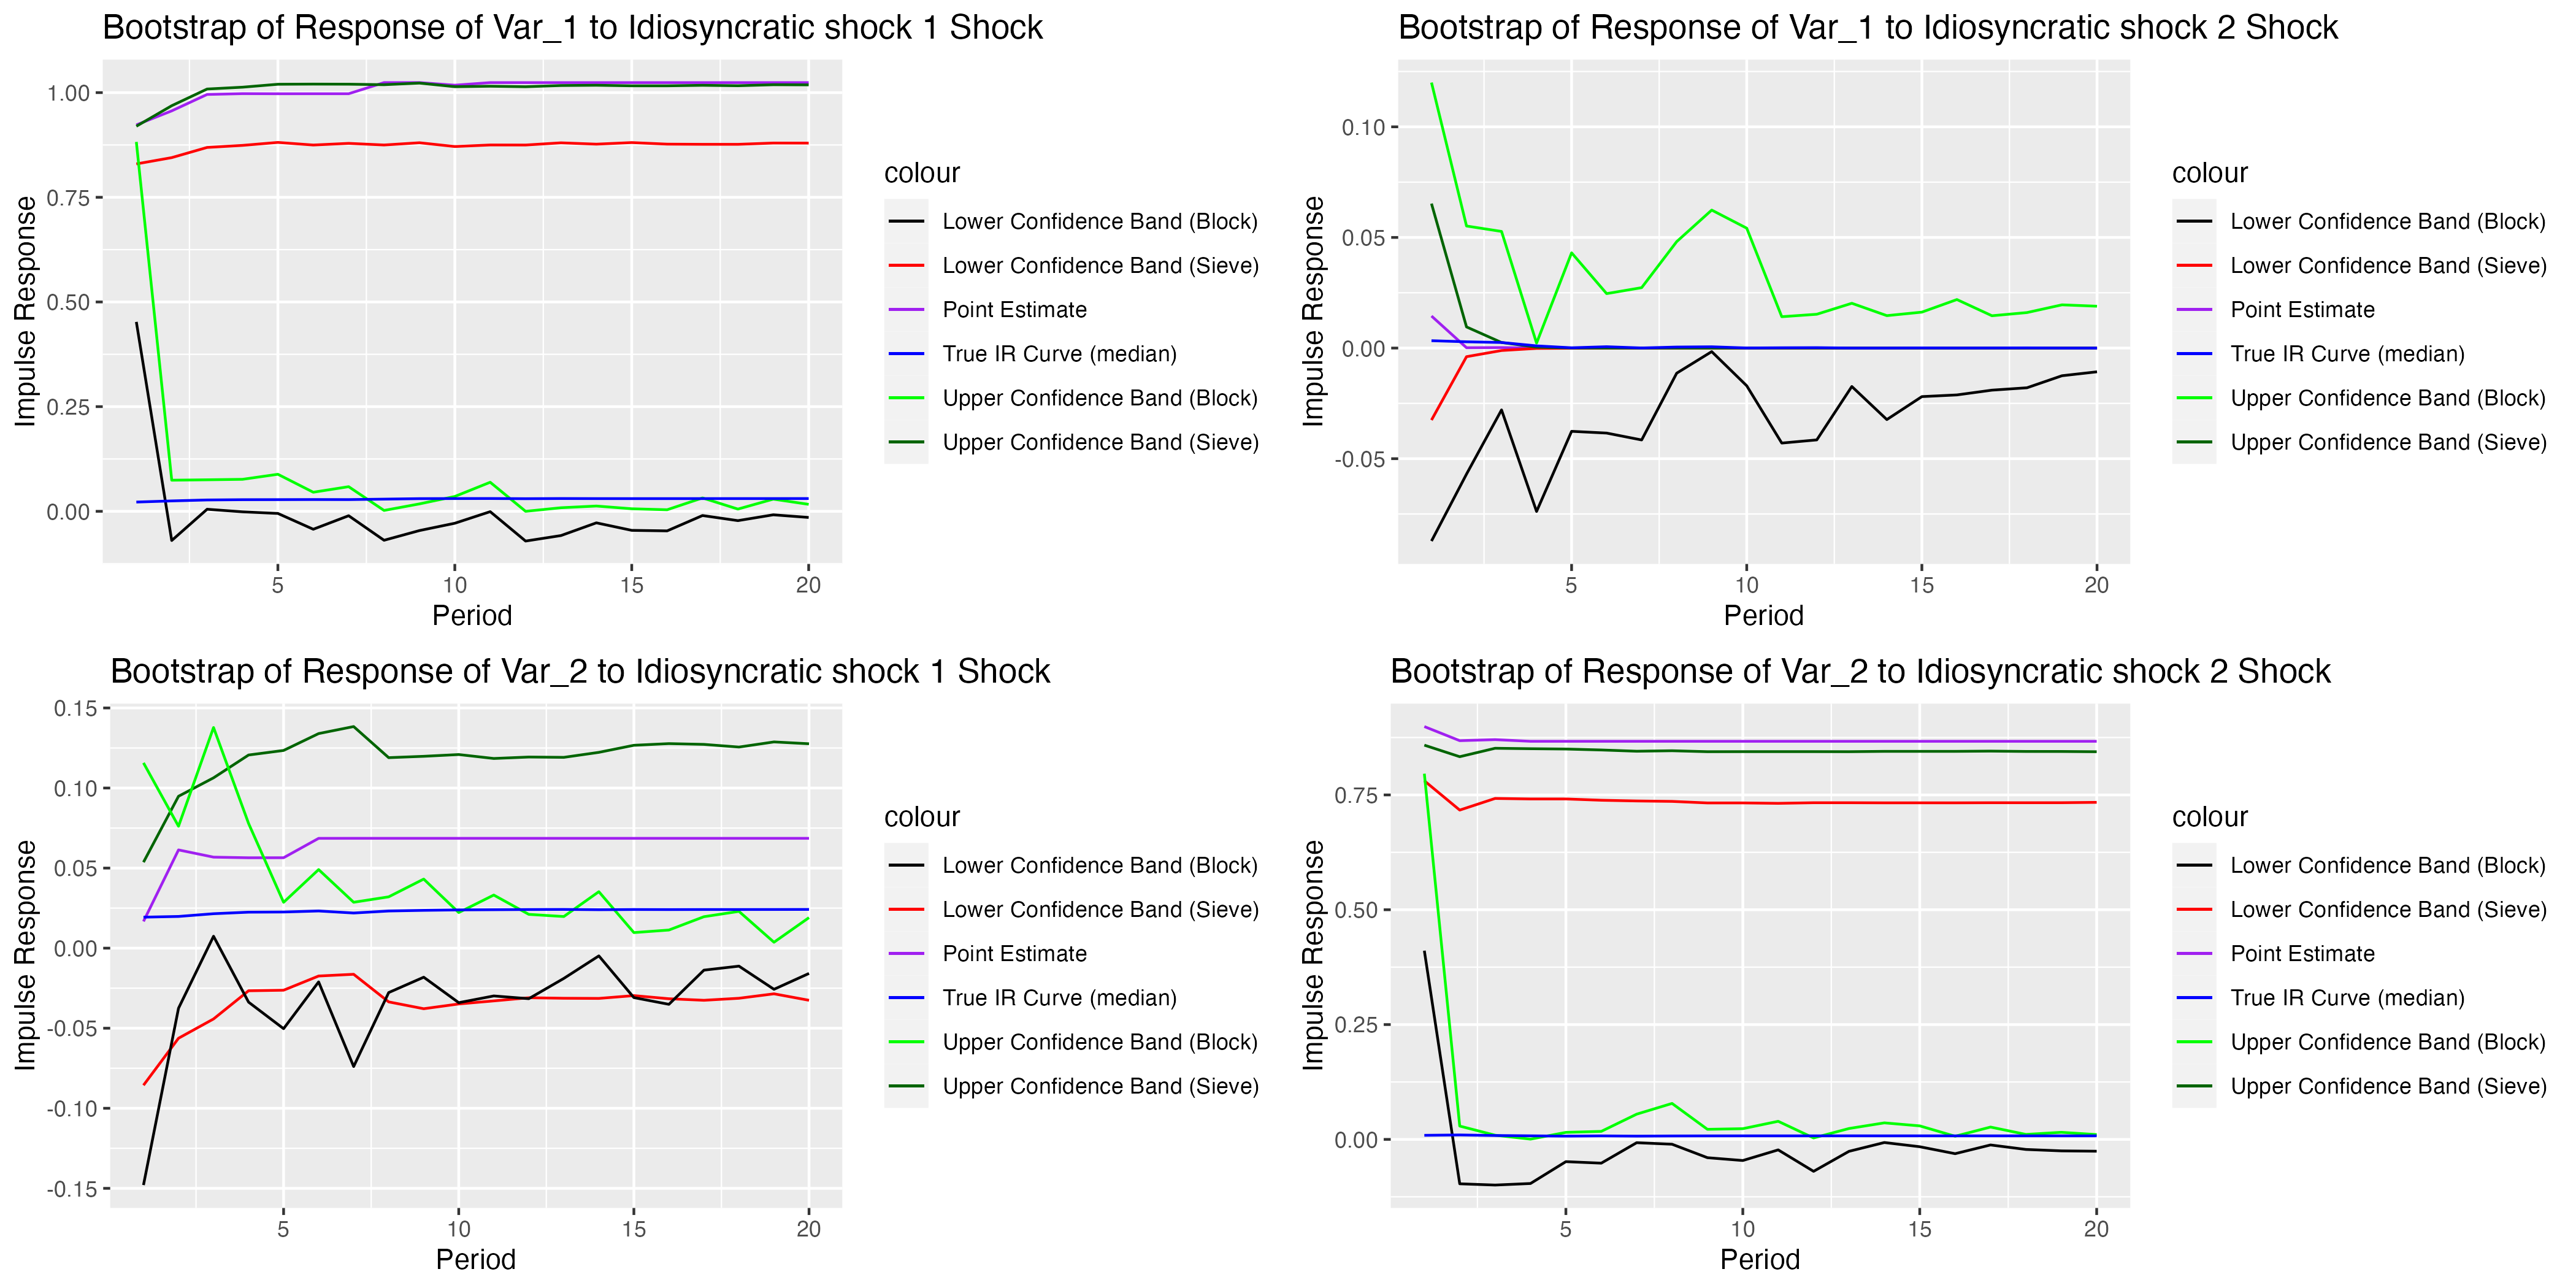 Bootstrap of Response of Var_1 to Idiosyncratic shock 1 Shock
Impulse Response
1.00
0.75
0.50
0.25
0.00
5 10 15 20
Period
colour
Lower Confidence Band (Block)
Lower Confidence Band (Sieve)
Point Estimate
True IR Curve (median)
Upper Confidence Band (Block)
Upper Confidence Band (Sieve)
Bootstrap of Response of Var_1 to Idiosyncratic shock 2 Shock
Impulse Response
0.10
0.05
0.00
-0.05
5 10 15 20
Period
colour
Lower Confidence Band (Block)
Lower Confidence Band (Sieve)
Point Estimate
True IR Curve (median)
Upper Confidence Band (Block)
Upper Confidence Band (Sieve)
Bootstrap of Response of Var_2 to Idiosyncratic shock 1 Shock
Impulse Response
0.15
0.10
0.05
0.00
-0.05
-0.10
-0.15
5 10 15 20
Period
colour
Lower Confidence Band (Block)
Lower Confidence Band (Sieve)
Point Estimate
True IR Curve (median)
Upper Confidence Band (Block)
Upper Confidence Band (Sieve)
Bootstrap of Response of Var_2 to Idiosyncratic shock 2 Shock
Impulse Response
0.75
0.50
0.25
0.00
5 10 15 20
Period
colour
Lower Confidence Band (Block)
Lower Confidence Band (Sieve)
Point Estimate
True IR Curve (median)
Upper Confidence Band (Block)
Upper Confidence Band (Sieve)